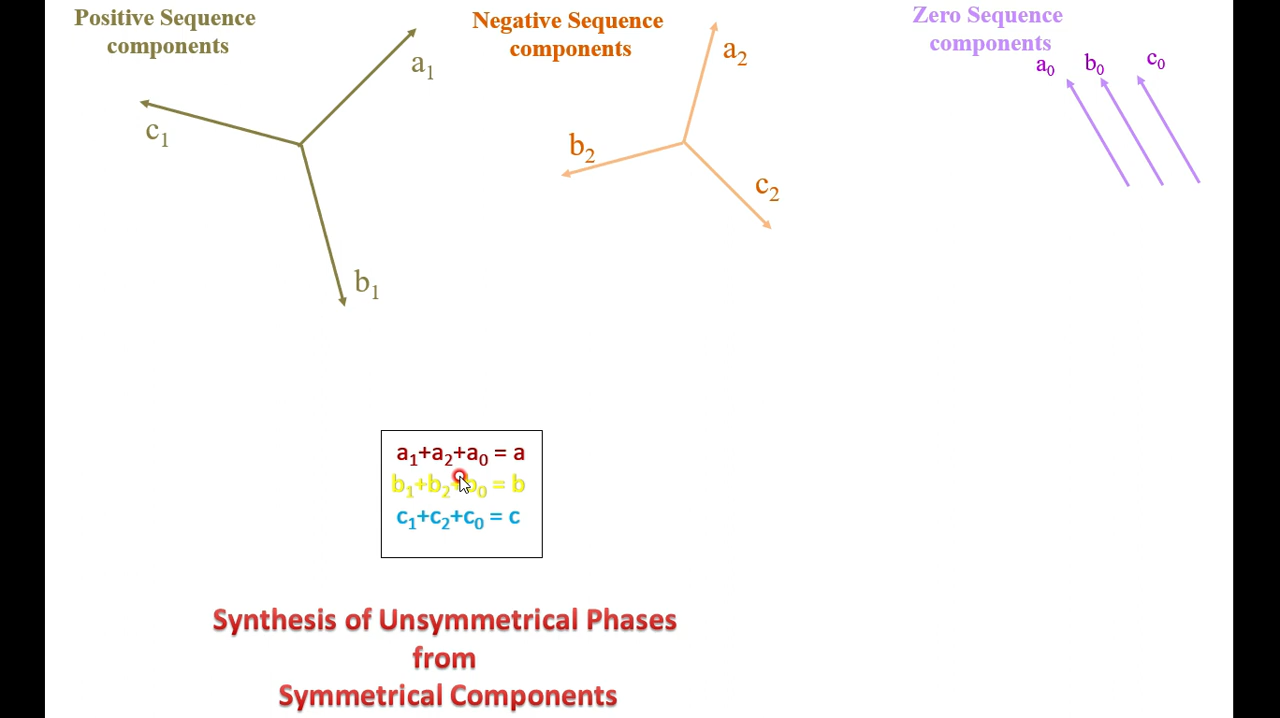 Positive Sequence
components
Negative Sequence
components
Zero Sequence
components
a₁
c₁
b₁
a₂
b₂
c₂
a₀
b₀
c₀
a₁+a₂+a₀ = a
b₁+b₂+b₀ = b
c₁+c₂+c₀ = c
Synthesis of Unsymmetrical Phases
from
Symmetrical Components